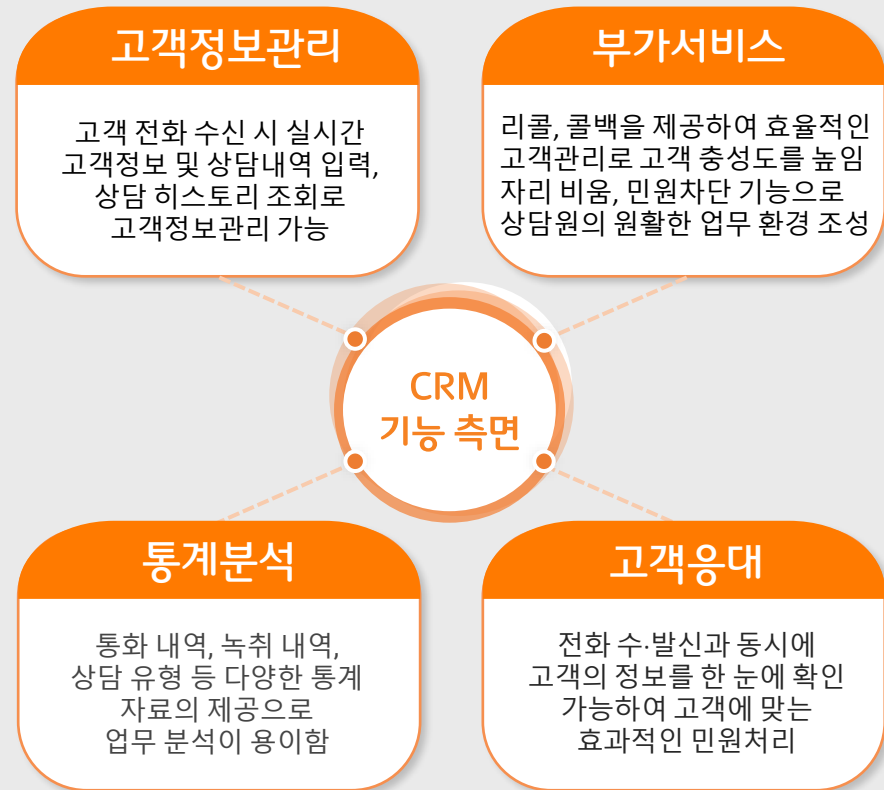 고객정보관리
고객 전화 수신 시 실시간
고객정보 및 상담내역 입력,
상담 히스토리 조회로
고객정보관리 가능
부가서비스
리콜, 콜백을 제공하여 효율적인
고객관리로 고객 충성도를 높임
자리 비움, 민원차단 기능으로
상담원의 원활한 업무 환경 조성
CRM
기능 측면
통계분석
통화 내역, 녹취 내역,
상담 유형 등 다양한 통계
자료의 제공으로
업무 분석이 용이함
고객응대
전화 수·발신과 동시에
고객의 정보를 한 눈에 확인
가능하여 고객에 맞는
효과적인 민원처리